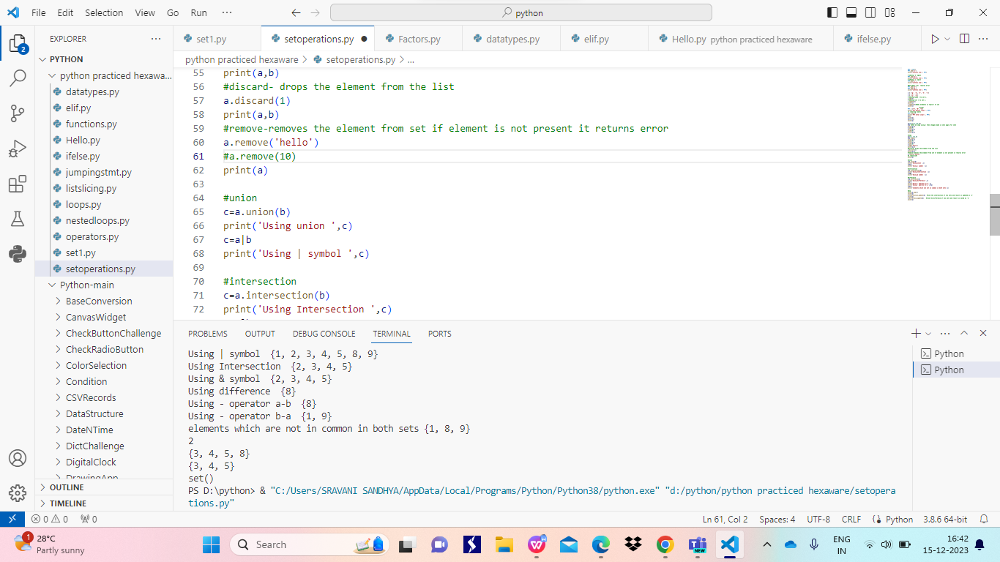 File Edit Selection View Go Run ··· python
EXPLORER ···
set1.py setoperations.py Factors.py datatypes.py elif.py Hello.py python practiced hexaware ifelse.py
PYTHON
python practiced hexawa...
datatypes.py
elif.py
functions.py
Hello.py
ifelse.py
jumpingstmt.py
listslicing.py
loops.py
nestedloops.py
operators.py
set1.py
setoperations.py
Python-main
BaseConversion
CanvasWidget
CheckButtonChallenge
CheckRadioButton
ColorSelection
Condition
CSVRecords
DataStructure
DateNTime
DictChallenge
DigitalClock
DrawingApp
OUTLINE
TIMELINE
2
python practiced hexaware > setoperations.py > ...
55 print(a,b)
56 #discard- drops the element from the list
57 a.discard(1)
58 print(a,b)
59 #remove-removes the element from set if element is not present it returns error
60 a.remove('hello')
61 #a.remove(10)
62 print(a)
63
64 #union
65 c=a.union(b)
66 print('Using union ',c)
67 c=a|b
68 print('Using | symbol ',c)
69
70 #intersection
71 c=a.intersection(b)
72 print('Using Intersection ',c)
PROBLEMS OUTPUT DEBUG CONSOLE TERMINAL PORTS
Using | symbol  {1, 2, 3, 4, 5, 8, 9}
Using Intersection  {2, 3, 4, 5}
Using & symbol  {2, 3, 4, 5}
Using difference  {8}
Using - operator a-b  {8}
Using - operator b-a  {1, 9}
elements which are not in common in both sets {1, 8, 9}
2
{3, 4, 5, 8}
{3, 4, 5}
set()
PS D:\python> & "C:/Users/SRAVANI SANDHYA/AppData/Local/Programs/Python/Python38/python.exe" "d:/python/python practiced hexaware/setopera
tions.py"
Python
Python
0 0 0 Ln 61, Col 2 Spaces: 4 UTF-8 CRLF Python 3.8.6 64-bit
1 28°C
Partly sunny
Search
NEW
ENG
IN
16:42
15-12-2023